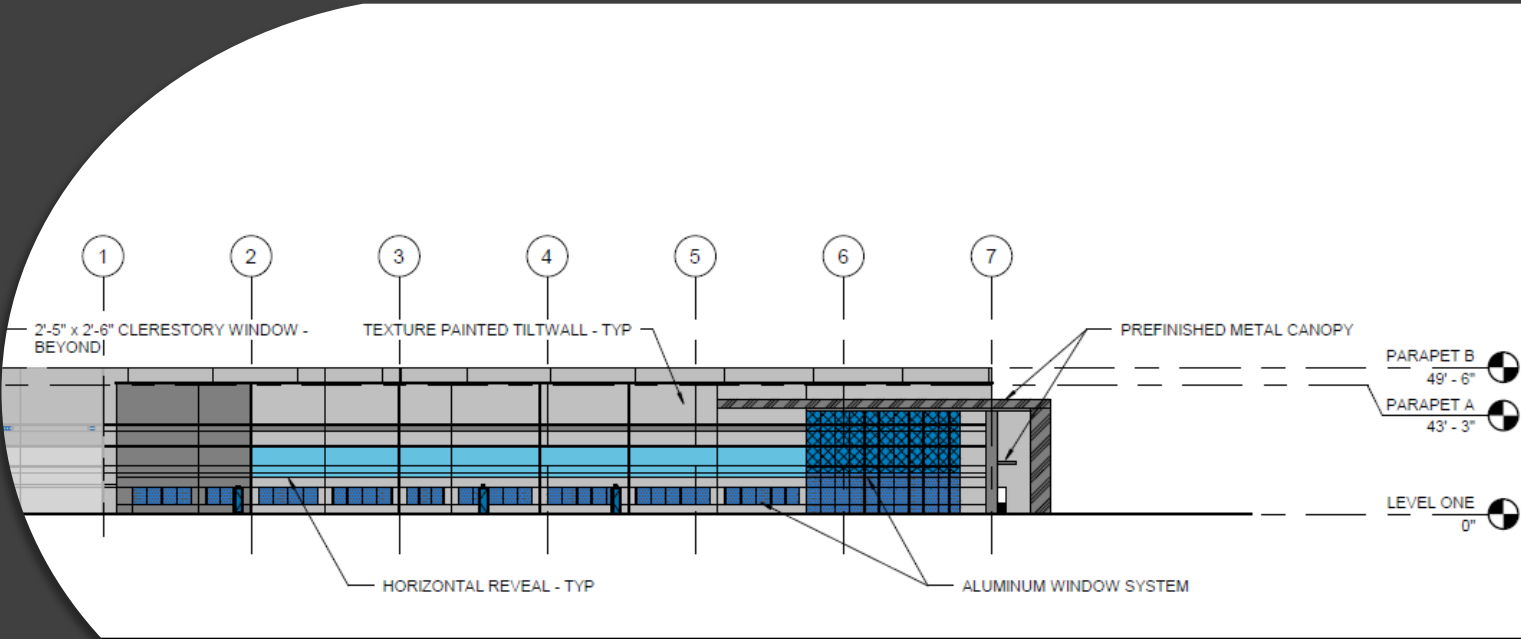 1 2 3 4 5 6 7
2'-5" x 2'-6" CLERESTORY WINDOW -
BEYOND
TEXTURE PAINTED TILTWALL - TYP
PREFINISHED METAL CANOPY
PARAPET B
49' - 6"
PARAPET A
43' - 3"
LEVEL ONE
0"
HORIZONTAL REVEAL - TYP
ALUMINUM WINDOW SYSTEM